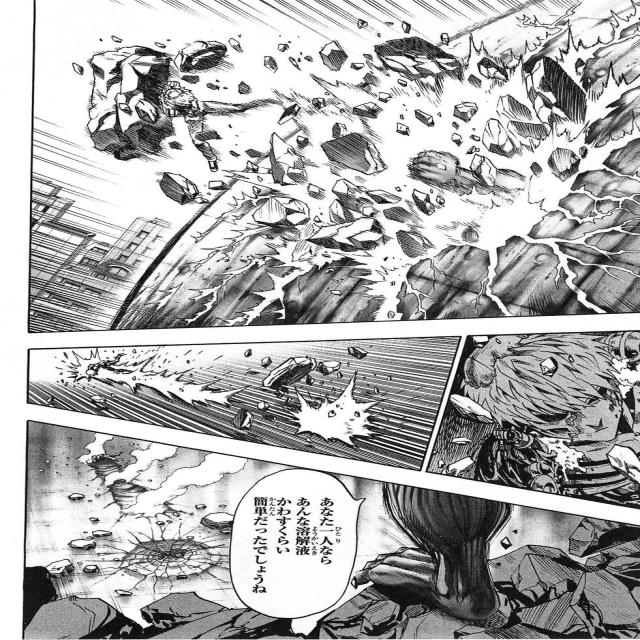 あなた一人なら
あんな溶解液
かわすくらい
簡単だったでしょうね